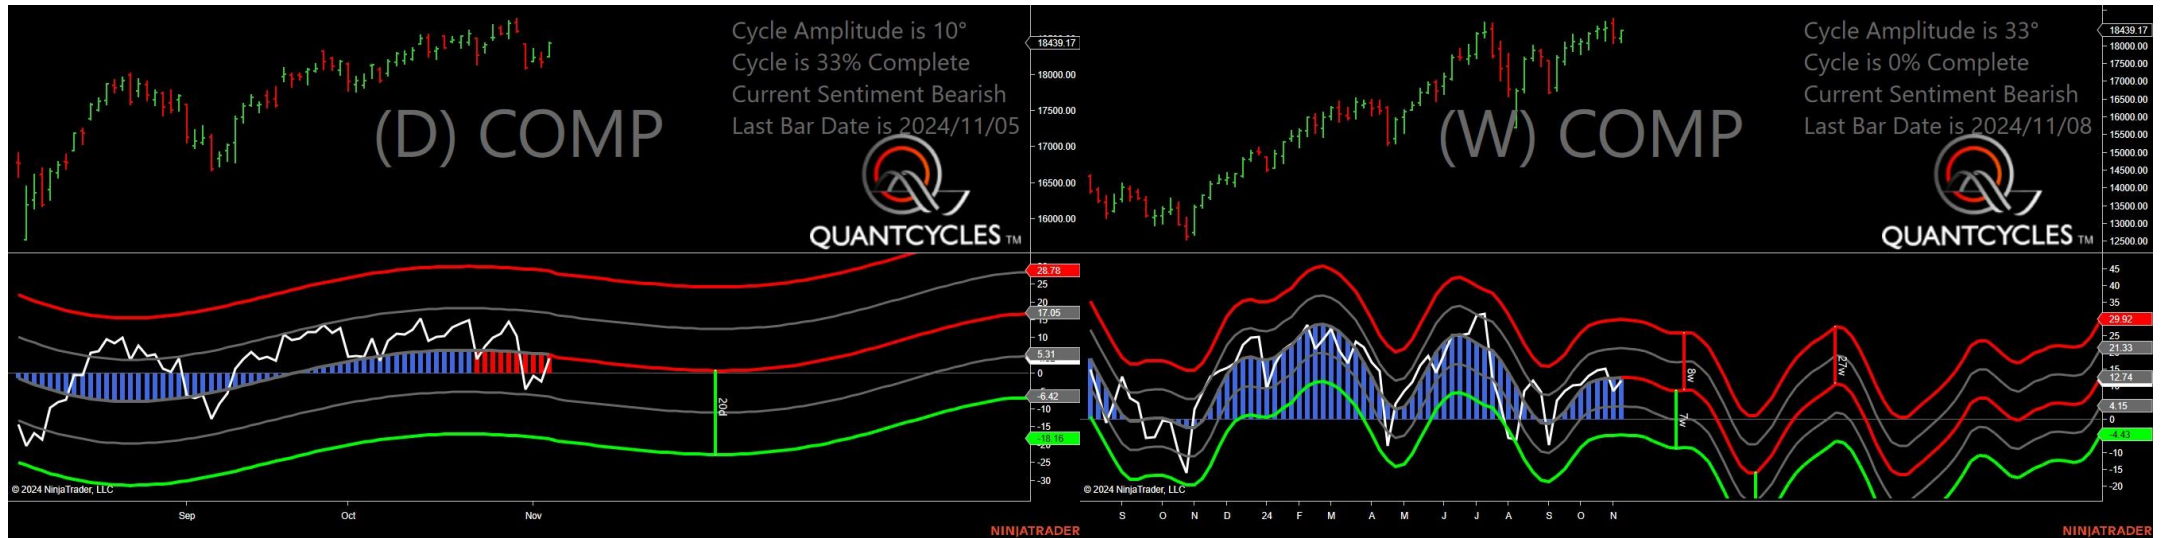 Cycle Amplitude is 10°
Cycle is 33% Complete
Current Sentiment Bearish
Last Bar Date is 2024/11/05
(D) COMP
QUANTCYCLES TM
18439.17
18000.00
17500.00
17000.00
16500.00
16000.00
28.78
25
20
17.05
10
5.31
0
-6.42
-10
-18.16
-25
-30
20d
© 2024 NinjaTrader, LLC
Sep Oct Nov
NINJATRADER
Cycle Amplitude is 33°
Cycle is 0% Complete
Current Sentiment Bearish
Last Bar Date is 2024/11/08
(W) COMP
QUANTCYCLES TM
18439.17
18000.00
17500.00
17000.00
16500.00
16000.00
15500.00
15000.00
14500.00
14000.00
13500.00
13000.00
12500.00
45
40
35
29.92
25
21.33
15
12.74
4.15
0
-4.43
-10
-15
-20
8w
7w
27w
© 2024 NinjaTrader, LLC
S O N D 24 F M A M J J A S O N
NINJATRADER